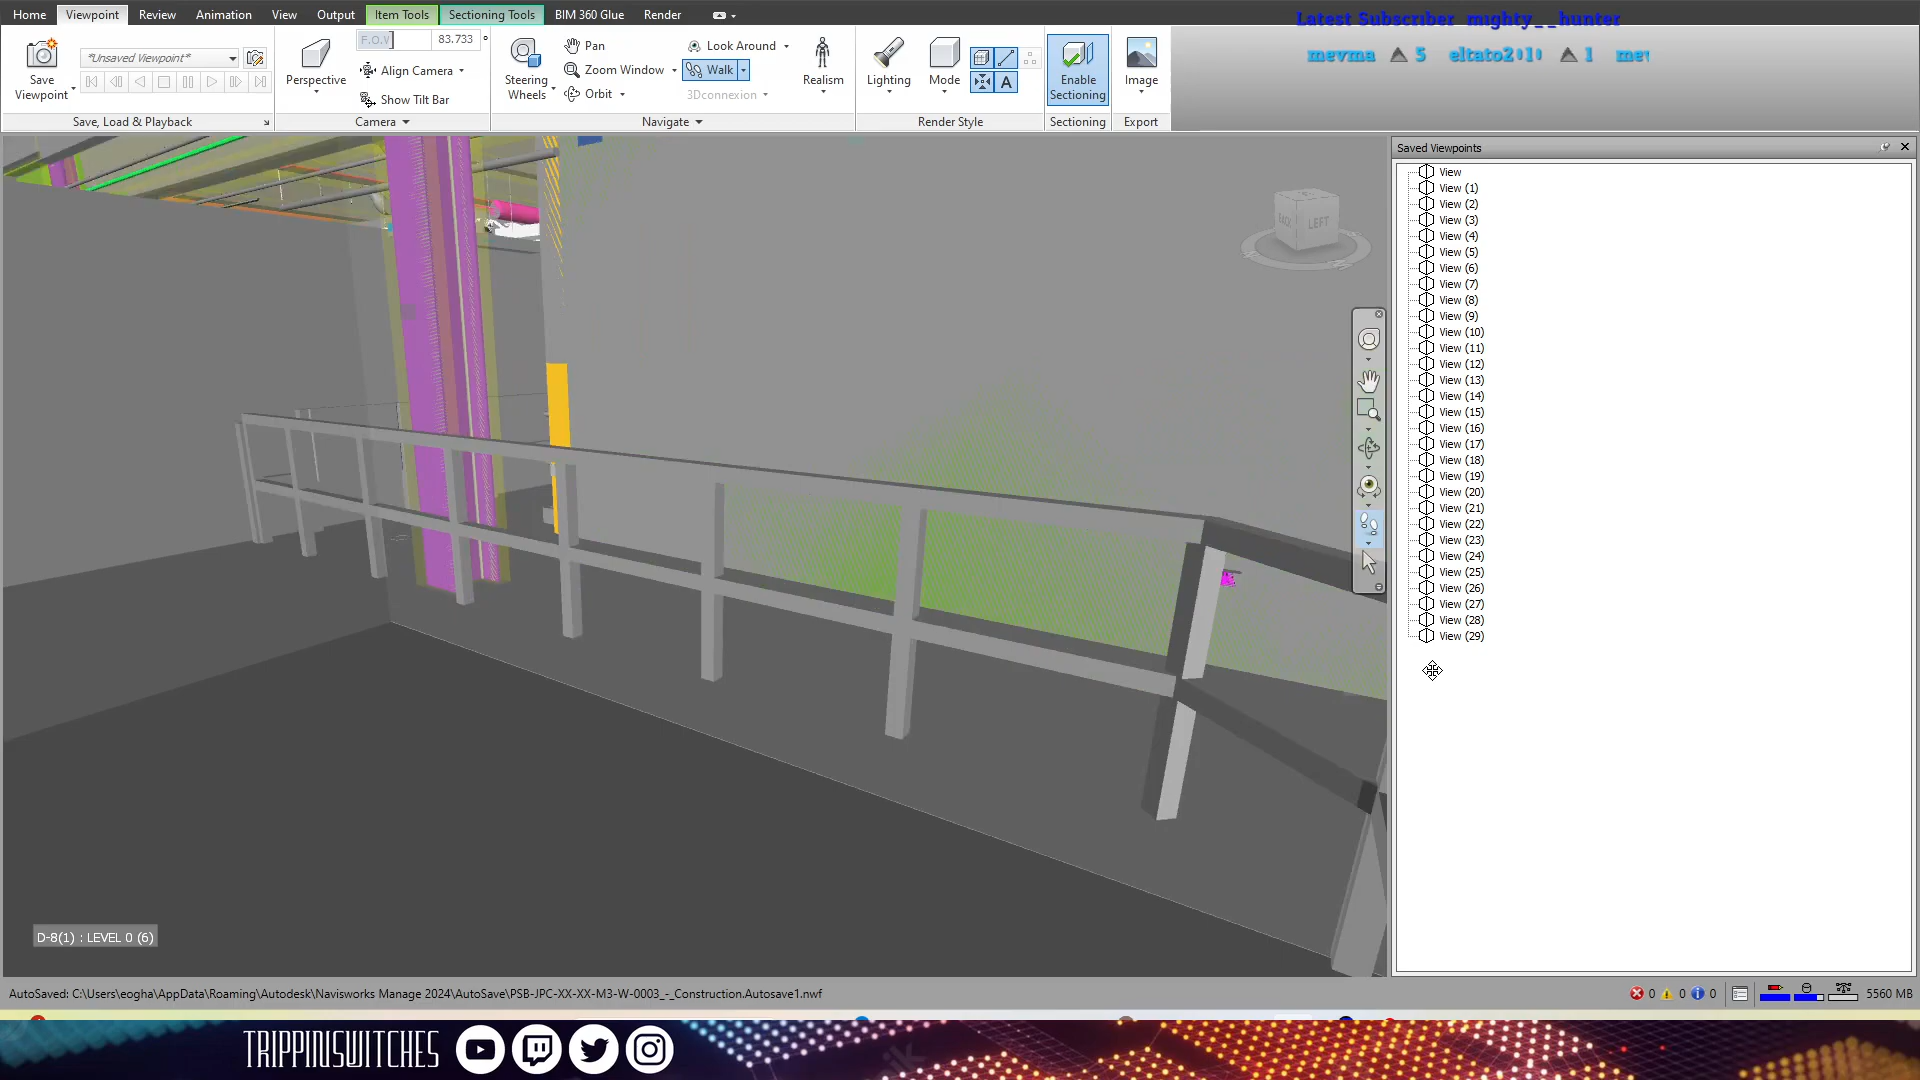 Home Viewpoint Review Animation View Output Item Tools Sectioning Tools BIM 360 Glue Render
Latest Subscriber mighty__hunter
mevma 5 eltato2101 1 mev
Save Viewpoint
*Unsaved Viewpoint*
Save, Load & Playback
Perspective
F.O.V 83.733 °
Align Camera
Show Tilt Bar
Camera
Steering Wheels
Pan
Zoom Window
Orbit
Look Around
Walk
3Dconnexion
Navigate
Realism
Lighting
Mode
A
Render Style
Enable Sectioning
Sectioning
Image
Export
BACK LEFT
Saved Viewpoints
View
View (1)
View (2)
View (3)
View (4)
View (5)
View (6)
View (7)
View (8)
View (9)
View (10)
View (11)
View (12)
View (13)
View (14)
View (15)
View (16)
View (17)
View (18)
View (19)
View (20)
View (21)
View (22)
View (23)
View (24)
View (25)
View (26)
View (27)
View (28)
View (29)
D-8(1) : LEVEL 0 (6)
AutoSaved: C:\Users\eogha\AppData\Roaming\Autodesk\Navisworks Manage 2024\AutoSave\PSB-JPC-XX-XX-M3-W-0003_-_Construction.Autosave1.nwf
0 0 0 5560 MB
TRIPPINSWITCHES